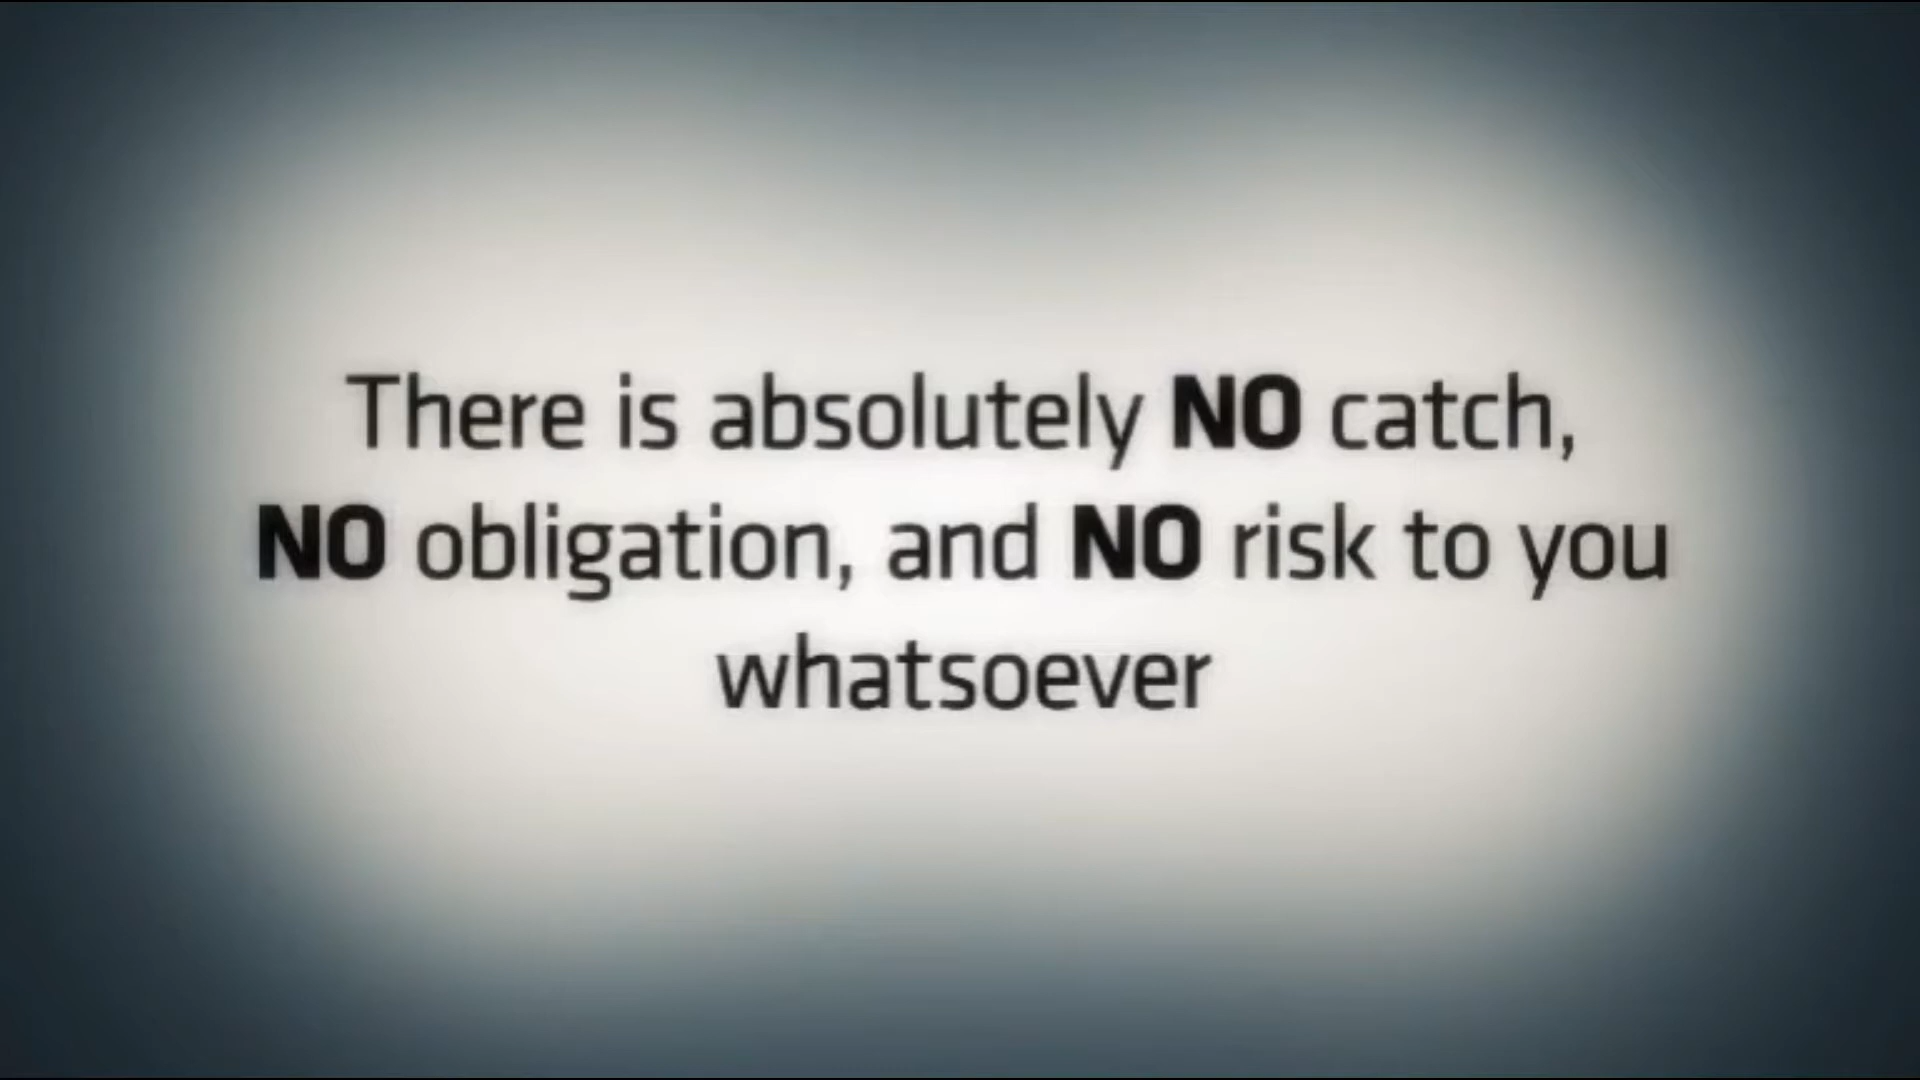 There is absolutely NO catch,
NO obligation, and NO risk to you
whatsoever